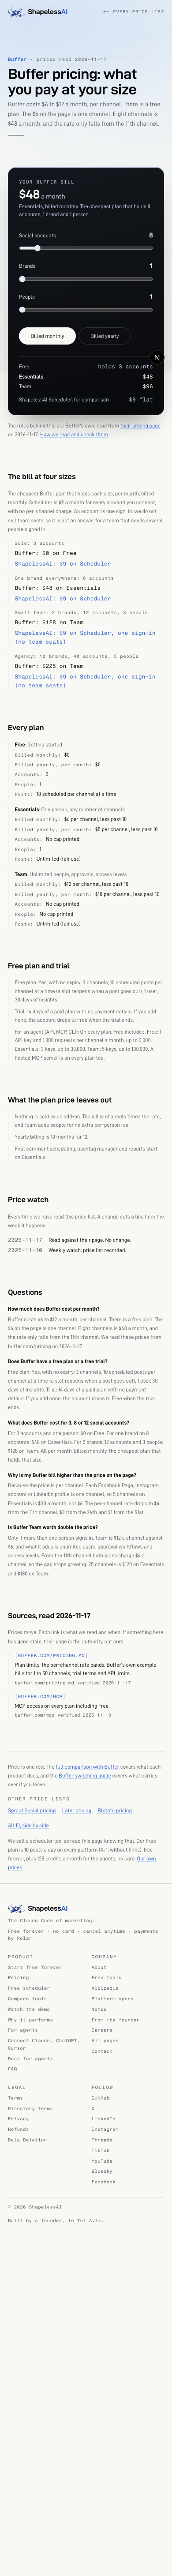 ShapelessAI
← EVERY PRICE LIST
Buffer · prices read 2026-11-17
Buffer pricing: what
you pay at your size
Buffer costs $6 to $12 a month, per channel. There is a free
plan. The $6 on the page is one channel. Eight channels is
$48 a month, and the rate only falls from the 11th channel.
YOUR BUFFER BILL
$48 a month
Essentials, billed monthly. The cheapest plan that holds 8
accounts, 1 brand and 1 person.
Social accounts 8
Brands 1
People 1
Billed monthly
Billed yearly
N
Free holds 3 accounts
Essentials $48
Team $96
ShapelessAI Scheduler, for comparison $9 flat
The rules behind this are Buffer's own, read from their pricing page
on 2026-11-17. How we read and check them.
The bill at four sizes
The cheapest Buffer plan that holds each size, per month, billed
monthly. Scheduler is $9 a month for every account you connect,
with no per-channel charge. As an account is one sign-in and we do not
sell team seats, so it is not an answer for a team that needs several
people signed in.
Solo: 3 accounts
Buffer: $0 on Free
ShapelessAI: $9 on Scheduler
One brand everywhere: 8 accounts
Buffer: $48 on Essentials
ShapelessAI: $9 on Scheduler
Small team: 2 brands, 12 accounts, 3 people
Buffer: $128 on Team
ShapelessAI: $9 on Scheduler, one sign-in
(no team seats)
Agency: 10 brands, 40 accounts, 5 people
Buffer: $225 on Team
ShapelessAI: $9 on Scheduler, one sign-in
(no team seats)
Every plan
Free Getting started
Billed monthly: $0
Billed yearly, per month: $0
Accounts: 3
People: 1
Posts: 10 scheduled per channel at a time
Essentials One person, any number of channels
Billed monthly: $6 per channel, less past 10
Billed yearly, per month: $5 per channel, less past 10
Accounts: No cap printed
People: 1
Posts: Unlimited (fair use)
Team Unlimited people, approvals, access levels
Billed monthly: $12 per channel, less past 10
Billed yearly, per month: $10 per channel, less past 10
Accounts: No cap printed
People: No cap printed
Posts: Unlimited (fair use)
Free plan and trial
Free plan: Yes, with no expiry: 3 channels, 10 scheduled posts per
channel at a time (a slot reopens when a post goes out), 1 user,
30 days of insights.
Trial: 14 days of a paid plan with no payment details. If you add
none, the account drops to Free when the trial ends.
For an agent (API, MCP, CLI): On every plan, Free included. Free: 1
API key and 1,000 requests per channel a month, up to 3,000.
Essentials: 3 keys, up to 30,000. Team: 5 keys, up to 100,000. A
hosted MCP server is on every plan too.
What the plan price leaves out
Nothing is sold as an add-on. The bill is channels times the rate,
and Team adds people for no extra per-person fee.
Yearly billing is 10 months for 12.
First comment scheduling, hashtag manager and reports start
on Essentials.
Price watch
Every time we have read this price list. A change gets a line here the
week it happens.
2026-11-17 Read against their page. No change.
2026-11-10 Weekly watch: price list recorded.
Questions
How much does Buffer cost per month?
Buffer costs $6 to $12 a month, per channel. There is a free plan. The
$6 on the page is one channel. Eight channels is $48 a month, and
the rate only falls from the 11th channel. We read these prices from
buffer.com/pricing on 2026-11-17.
Does Buffer have a free plan or a free trial?
Free plan: Yes, with no expiry: 3 channels, 10 scheduled posts per
channel at a time (a slot reopens when a post goes out), 1 user, 30
days of insights. Trial: 14 days of a paid plan with no payment
details. If you add none, the account drops to Free when the trial
ends.
What does Buffer cost for 3, 8 or 12 social accounts?
For 3 accounts and one person: $0 on Free. For one brand on 8
accounts: $48 on Essentials. For 2 brands, 12 accounts and 3 people:
$128 on Team. All per month, billed monthly, the cheapest plan that
holds that size.
Why is my Buffer bill higher than the price on the page?
Because the price is per channel. Each Facebook Page, Instagram
account or LinkedIn profile is one channel, so 5 channels on
Essentials is $30 a month, not $6. The per-channel rate drops to $4
from the 11th channel, $3 from the 26th and $1 from the 51st.
Is Buffer Team worth double the price?
Only if more than one person signs in. Team is $12 a channel against
$6, and what it adds is unlimited users, approval workflows and
access levels. From the 11th channel both plans charge $4 a
channel, so the gap stops growing: 35 channels is $120 on Essentials
and $180 on Team.
Sources, read 2026-11-17
Prices move. Each link is what we read and when. If something here
has gone stale, their page is the authority, not ours.
[BUFFER.COM/PRICING.MD]
Plan limits, the per-channel rate bands, Buffer's own example
bills for 1 to 50 channels, trial terms and API limits.
buffer.com/pricing.md verified 2026-11-17
[BUFFER.COM/MCP]
MCP access on every plan including Free.
buffer.com/mcp verified 2026-11-13
Price is one row. The full comparison with Buffer covers what each
product does, and the Buffer switching guide covers what carries
over if you leave.
OTHER PRICE LISTS
Sprout Social pricing Later pricing Blotato pricing
All 10, side by side
We sell a scheduler too, so read this page knowing that. Our Free
plan is 10 posts a day on every platform (X: 1, without links), free
forever, plus 125 credits a month for the agents, no card. Our own
prices.
ShapelessAI
The Claude Code of marketing.
Free forever · no card · cancel anytime · payments
by Polar
PRODUCT
Start free forever
Pricing
Free scheduler
Compare tools
Watch the demo
Why it performs
For agents
Connect Claude, ChatGPT,
Cursor
Docs for agents
FAQ
COMPANY
About
Free tools
Vizipedia
Platform specs
Notes
From the founder
Careers
All pages
Contact
LEGAL
Terms
Directory terms
Privacy
Refunds
Data Deletion
FOLLOW
GitHub
X
LinkedIn
Instagram
Threads
TikTok
YouTube
Bluesky
Facebook
© 2026 ShapelessAI
Built by a founder, in Tel Aviv.